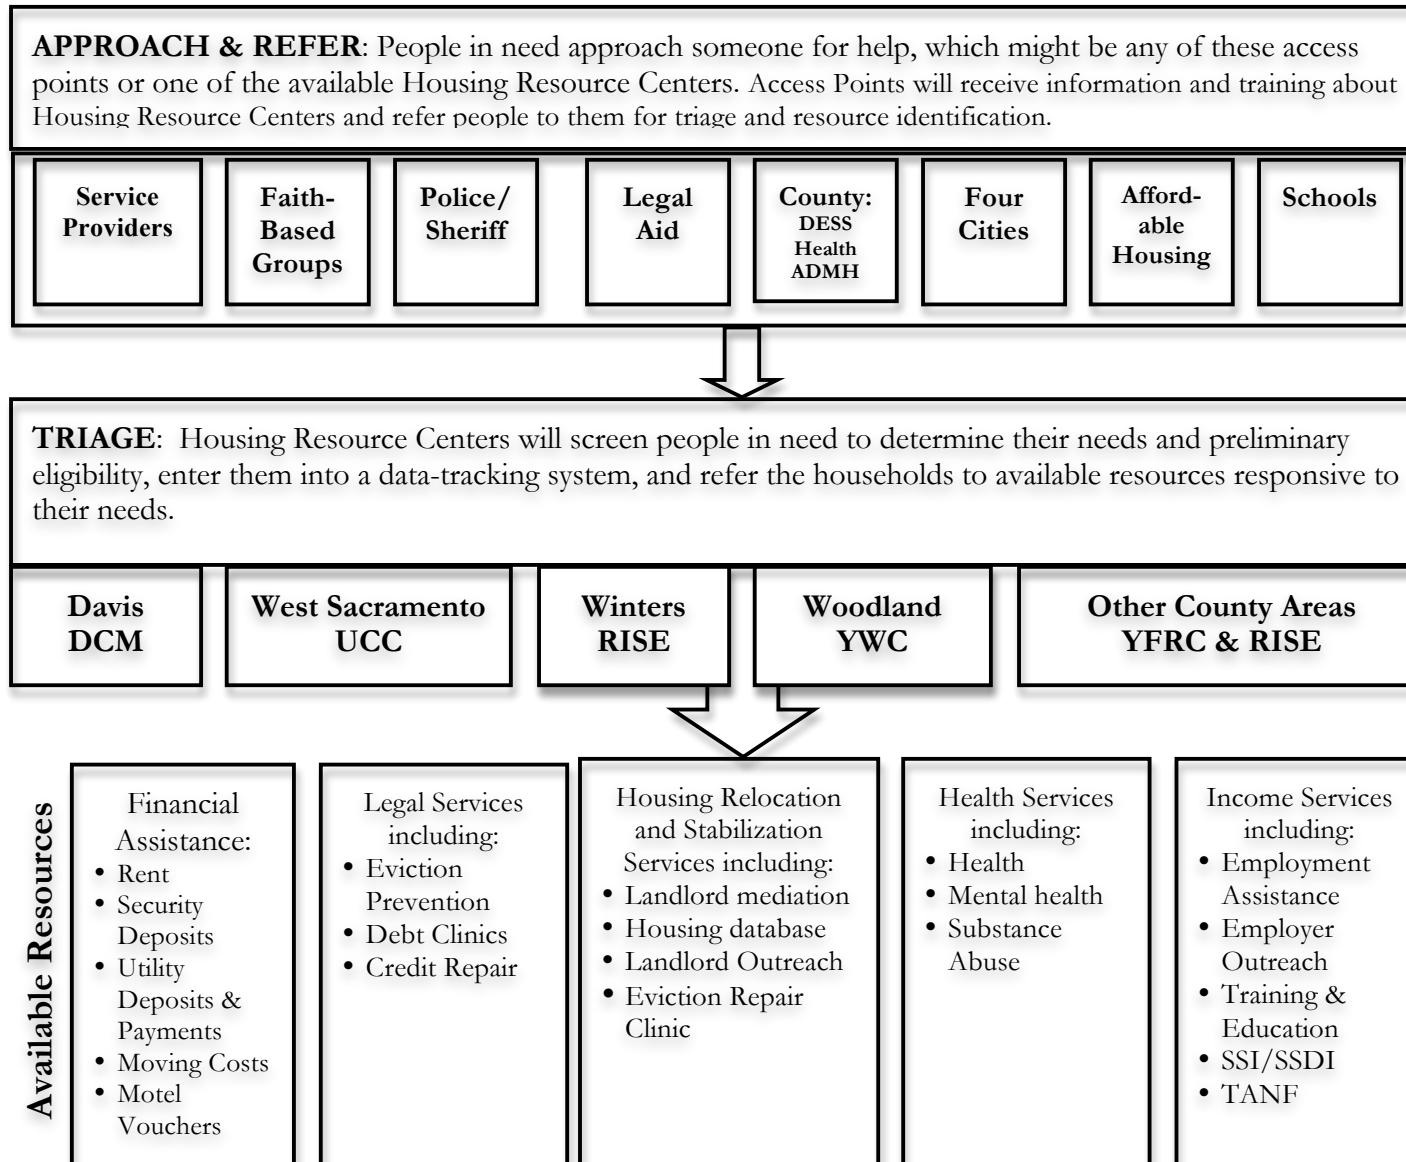 APPROACH & REFER: People in need approach someone for help, which might be any of these access
points or one of the available Housing Resource Centers. Access Points will receive information and training about
Housing Resource Centers and refer people to them for triage and resource identification.
Service
Providers
Faith-
Based
Groups
Police/
Sheriff
Legal
Aid
County:
DESS
Health
ADMH
Four
Cities
Afford-
able
Housing
Schools
TRIAGE: Housing Resource Centers will screen people in need to determine their needs and preliminary
eligibility, enter them into a data-tracking system, and refer the households to available resources responsive to
their needs.
Davis
DCM
West Sacramento
UCC
Winters
RISE
Woodland
YWC
Other County Areas
YFRC & RISE
Available Resources
Financial
Assistance:
• Rent
• Security
Deposits
• Utility
Deposits &
Payments
• Moving Costs
• Motel
Vouchers
Legal Services
including:
• Eviction
Prevention
• Debt Clinics
• Credit Repair
Housing Relocation
and Stabilization
Services including:
• Landlord mediation
• Housing database
• Landlord Outreach
• Eviction Repair
Clinic
Health Services
including:
• Health
• Mental health
• Substance
Abuse
Income Services
including:
• Employment
Assistance
• Employer
Outreach
• Training &
Education
• SSI/SSDI
• TANF